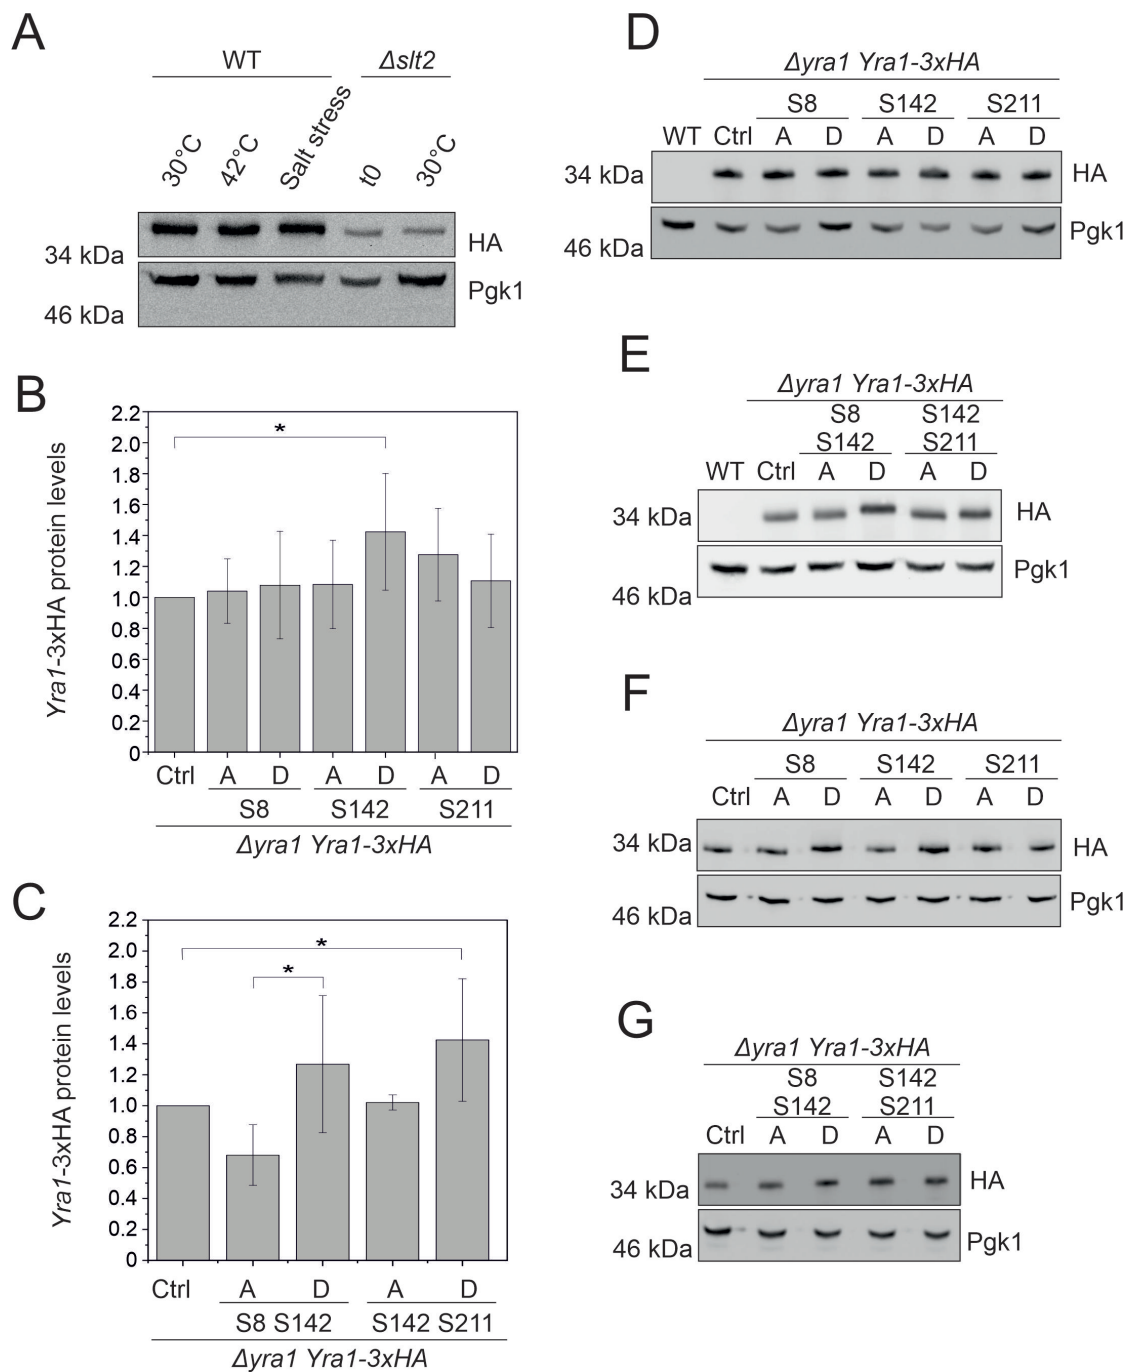 A
WT Δslt2
30°C 42°C Salt stress t0 30°C
34 kDa HA
46 kDa Pgk1
B
Yra1-3xHA protein levels
2.2
2.0
1.8
1.6
1.4
1.2
1.0
0.8
0.6
0.4
0.2
0
*
Ctrl A D A D A D
S8 S142 S211
Δyra1 Yra1-3xHA
C
Yra1-3xHA protein levels
2.2
2.0
1.8
1.6
1.4
1.2
1.0
0.8
0.6
0.4
0.2
0
*
*
Ctrl A D A D
S8 S142 S142 S211
Δyra1 Yra1-3xHA
D
Δyra1 Yra1-3xHA
S8 S142 S211
WT Ctrl A D A D A D
34 kDa HA
46 kDa Pgk1
E
Δyra1 Yra1-3xHA
S8 S142
S142 S211
WT Ctrl A D A D
34 kDa HA
46 kDa Pgk1
F
Δyra1 Yra1-3xHA
S8 S142 S211
Ctrl A D A D A D
34 kDa HA
46 kDa Pgk1
G
Δyra1 Yra1-3xHA
S8 S142
S142 S211
Ctrl A D A D
34 kDa HA
46 kDa Pgk1